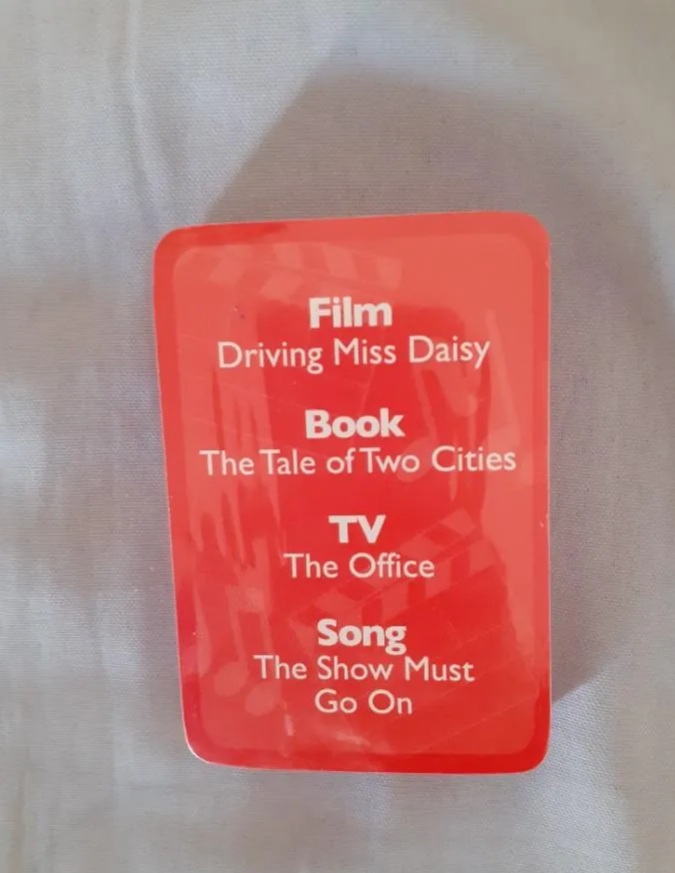 Film
Driving Miss Daisy
Book
The Tale of Two Cities
TV
The Office
Song
The Show Must
Go On